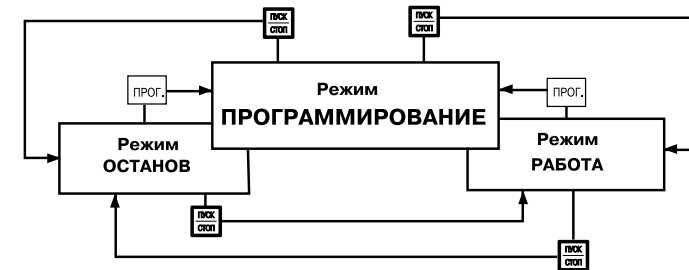 ПУСК
СТОП
ПУСК
СТОП
Режим
ПРОГРАММИРОВАНИЕ
ПРОГ.
ПРОГ.
Режим
ОСТАНОВ
Режим
РАБОТА
ПУСК
СТОП
ПУСК
СТОП